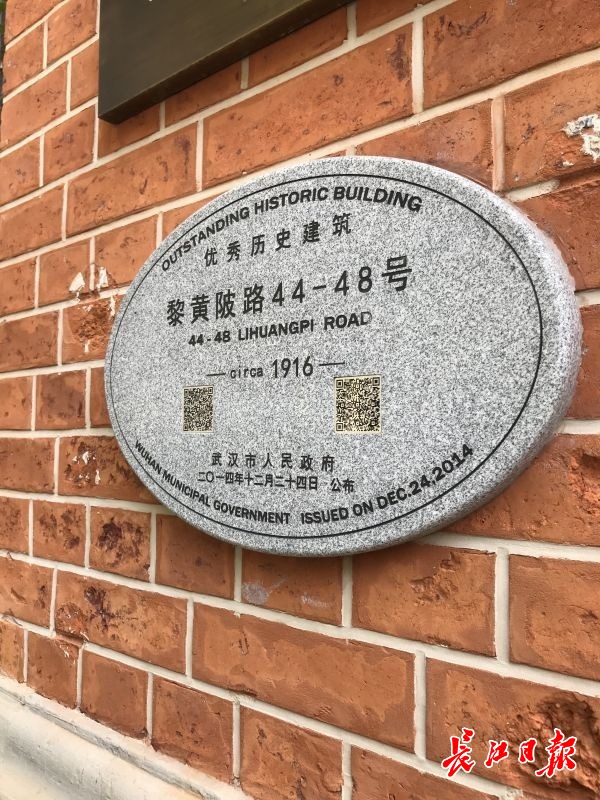 OUTSTANDING HISTORIC BUILDING
优秀历史建筑
黎黄陂路44-48号
44-48 LIHUANGPI ROAD
circa 1916
武汉市人民政府
二〇一四年十二月二十四日 公布
WUHAN MUNICIPAL GOVERNMENT ISSUED ON DEC.24,2014
长江日报